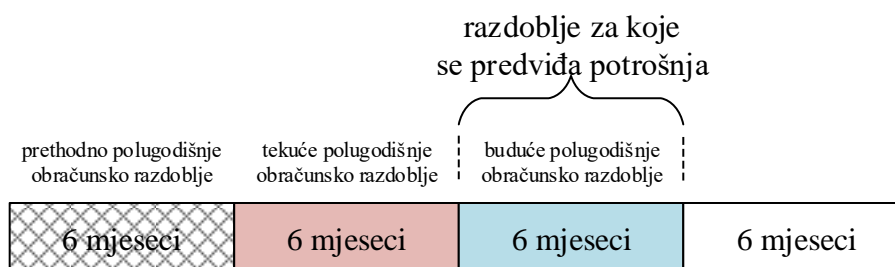 razdoblje za koje
se predviđa potrošnja
prethodno polugodišnje
obračunsko razdoblje
tekuće polugodišnje
obračunsko razdoblje
buduće polugodišnje
obračunsko razdoblje
6 mjeseci
6 mjeseci
6 mjeseci
6 mjeseci